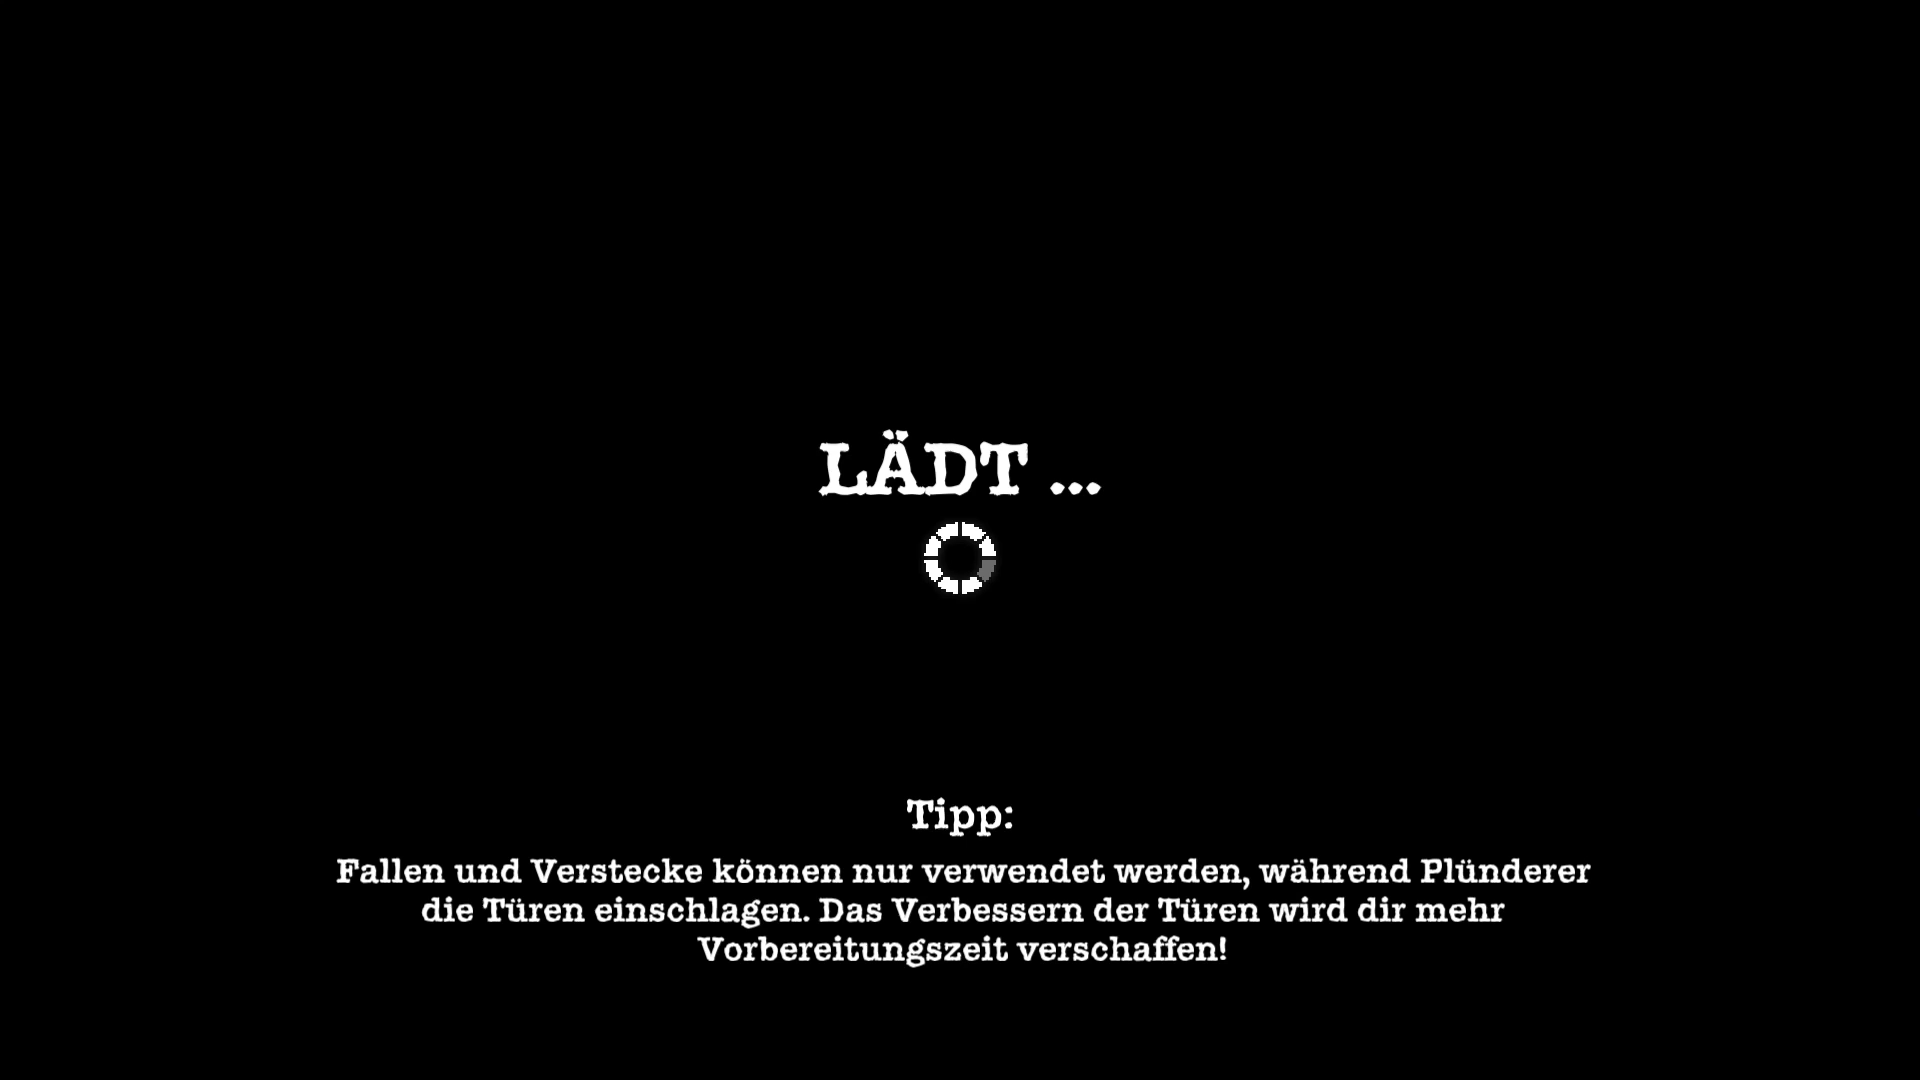 LÄDT ...
Tipp:
Fallen und Verstecke können nur verwendet werden, während Plünderer
die Türen einschlagen. Das Verbessern der Türen wird dir mehr
Vorbereitungszeit verschaffen!